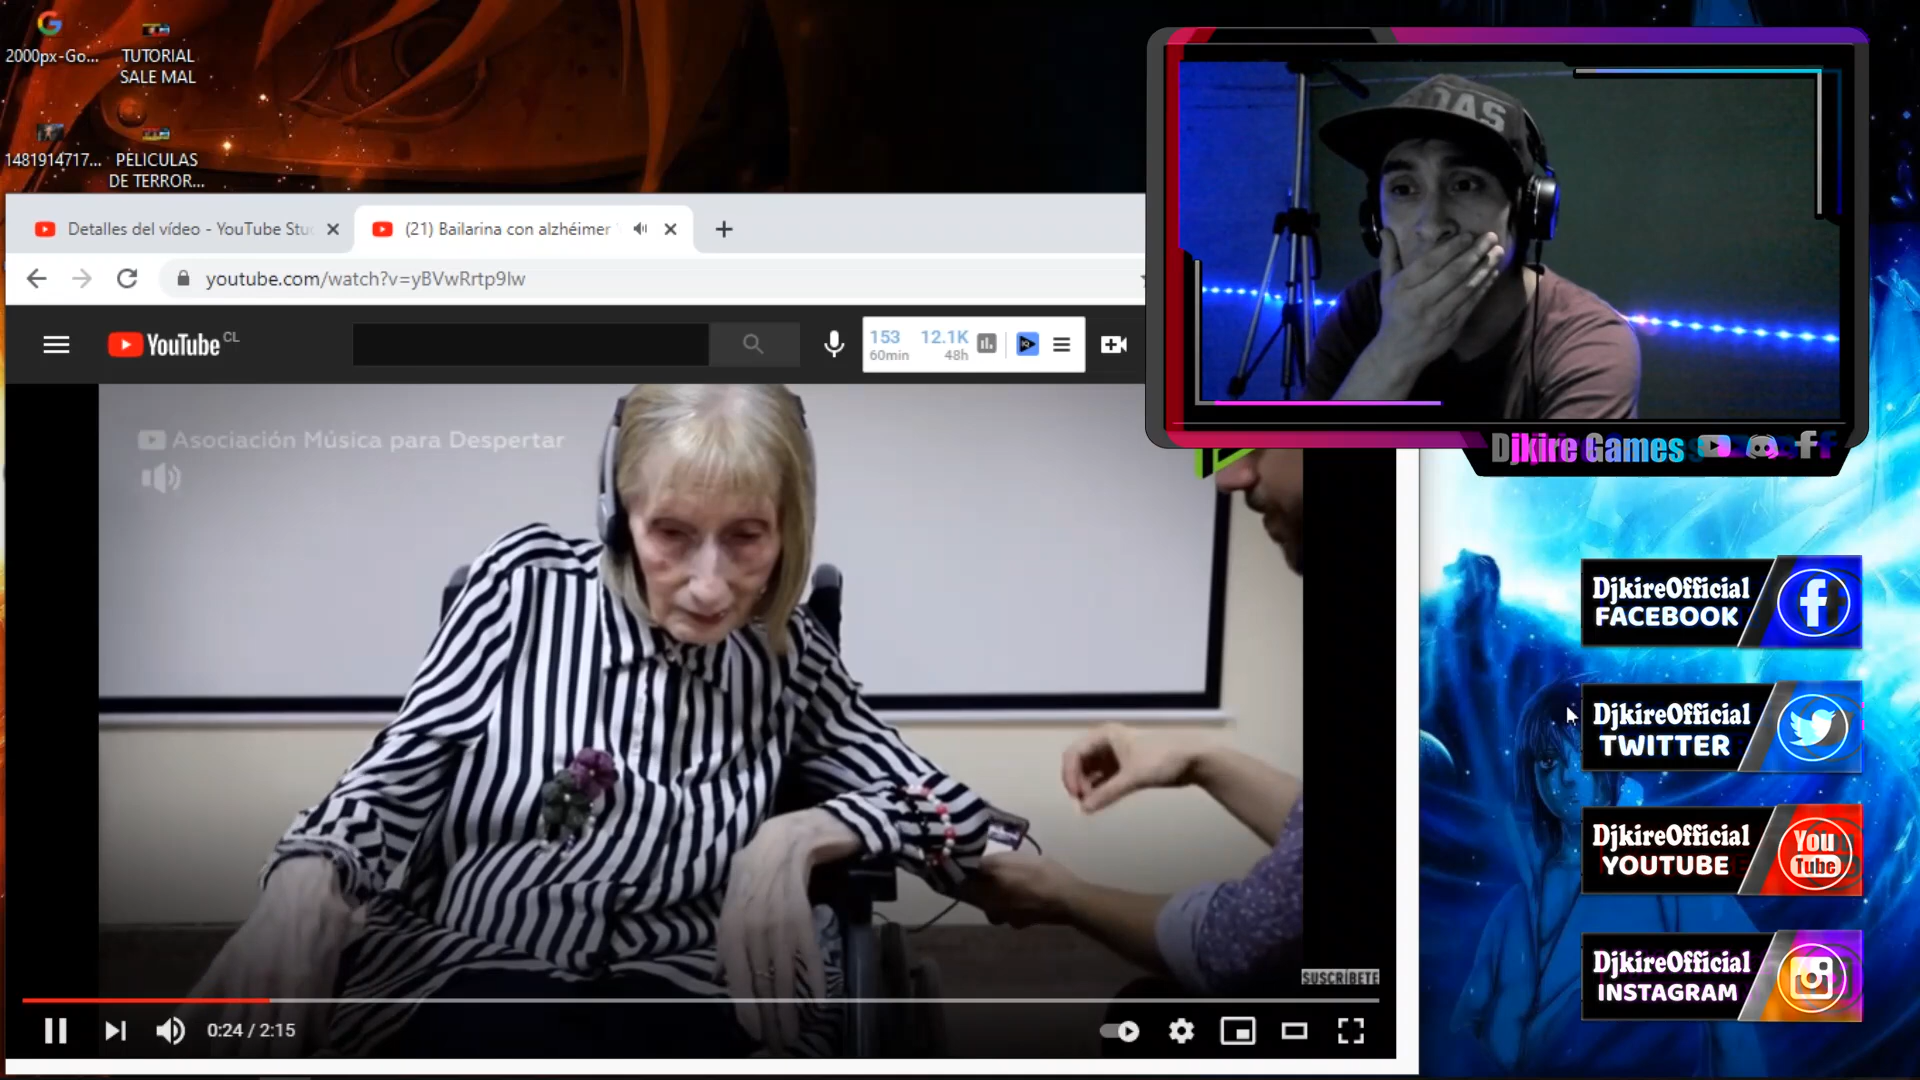 2000px-Go...
TUTORIAL
SALE MAL
1481914717...
PELICULAS
DE TERROR...
Detalles del vídeo - YouTube Stu
(21) Bailarina con alzhéimer
youtube.com/watch?v=yBVwRrtp9lw
YouTube CL
153
60min
12.1K
48h
IQ
Asociación Música para Despertar
SUSCRÍBETE
0:24 / 2:15
DAS
Djkire Games
DjkireOfficial
FACEBOOK
DjkireOfficial
TWITTER
DjkireOfficial
YOUTUBE
You
Tube
DjkireOfficial
INSTAGRAM